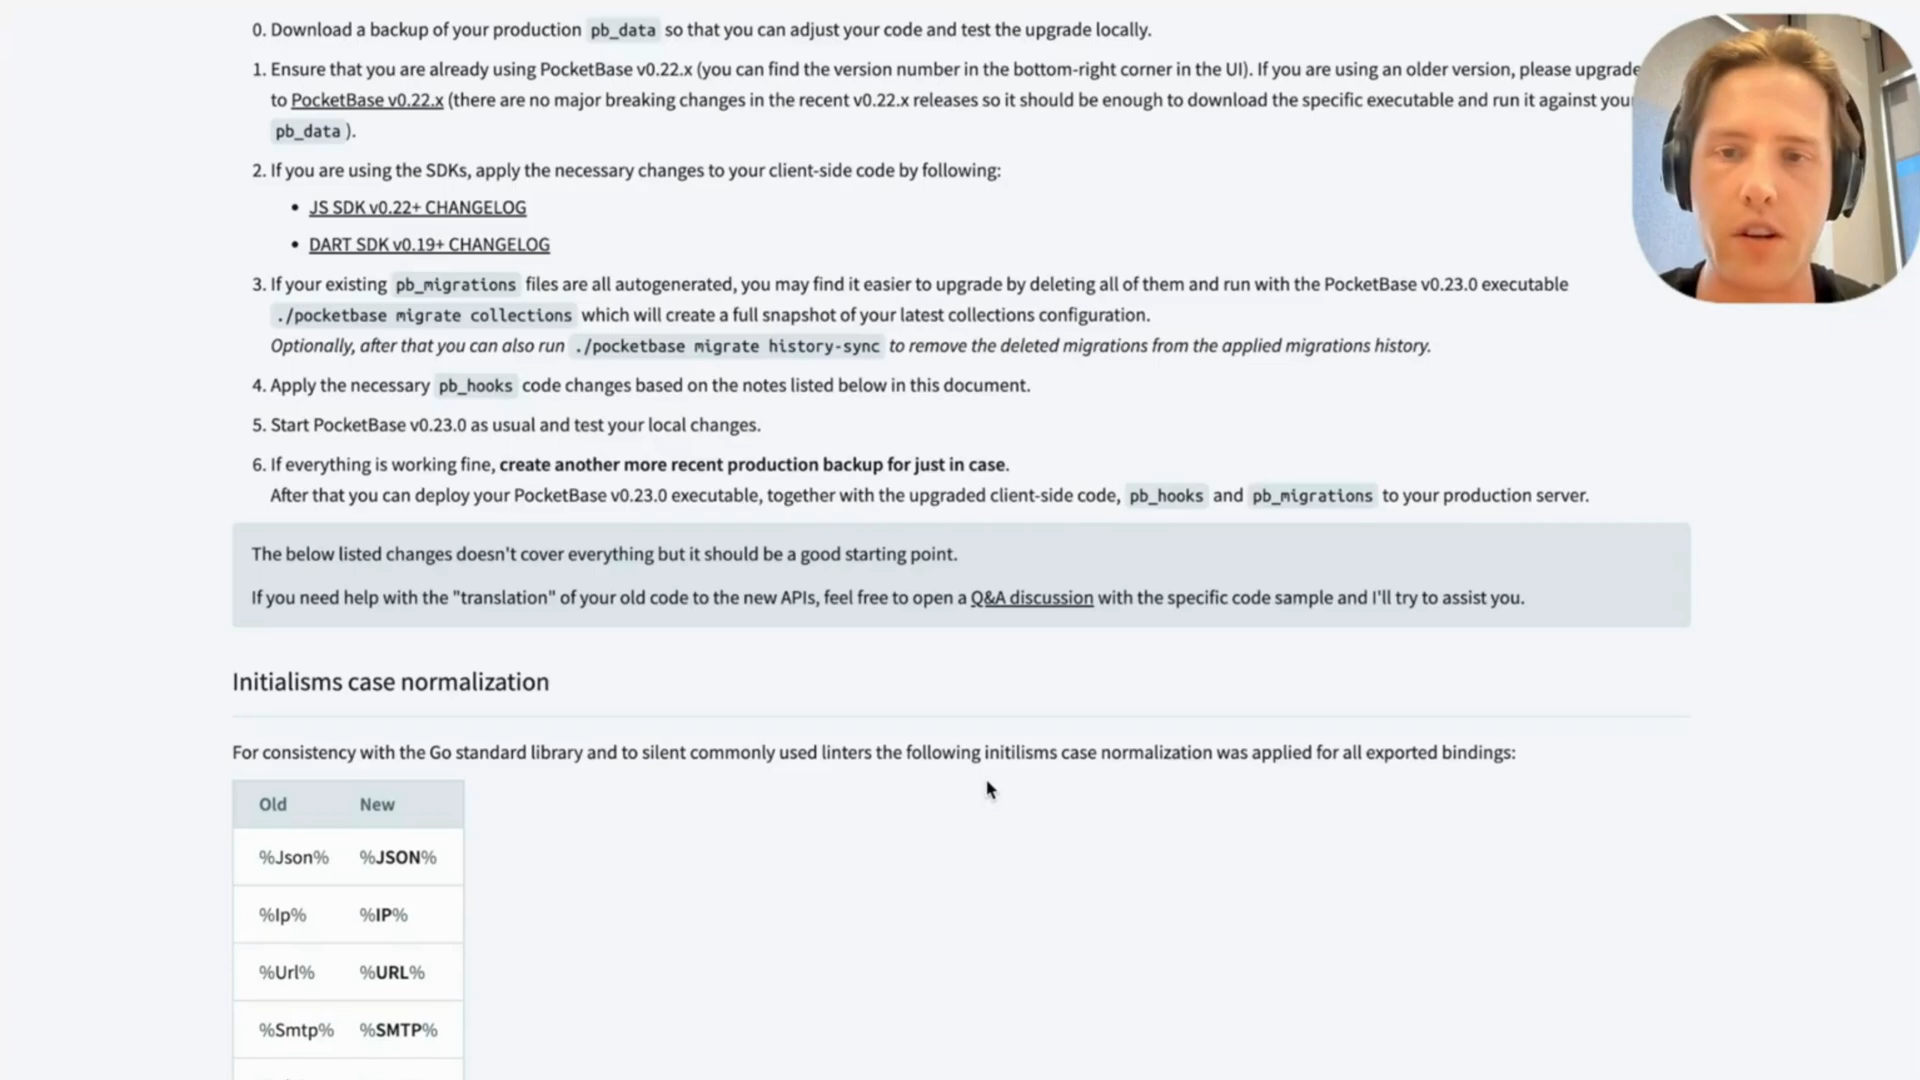 0. Download a backup of your production pb_data so that you can adjust your code and test the upgrade locally.
1. Ensure that you are already using PocketBase v0.22.x (you can find the version number in the bottom-right corner in the UI). If you are using an older version, please upgrade
to PocketBase v0.22.x (there are no major breaking changes in the recent v0.22.x releases so it should be enough to download the specific executable and run it against
pb_data ).
2. If you are using the SDKs, apply the necessary changes to your client-side code by following:
• JS SDK v0.22+ CHANGELOG
• DART SDK v0.19+ CHANGELOG
3. If your existing pb_migrations files are all autogenerated, you may find it easier to upgrade by deleting all of them and run with the PocketBase v0.23.0 executable
./pocketbase migrate collections which will create a full snapshot of your latest collections configuration.
Optionally, after that you can also run ./pocketbase migrate history-sync to remove the deleted migrations from the applied migrations history.
4. Apply the necessary pb_hooks code changes based on the notes listed below in this document.
5. Start PocketBase v0.23.0 as usual and test your local changes.
6. If everything is working fine, create another more recent production backup for just in case.
After that you can deploy your PocketBase v0.23.0 executable, together with the upgraded client-side code, pb_hooks and pb_migrations to your production server.
The below listed changes doesn't cover everything but it should be a good starting point.
If you need help with the "translation" of your old code to the new APIs, feel free to open a Q&A discussion with the specific code sample and I'll try to assist you.
Initialisms case normalization
For consistency with the Go standard library and to silent commonly used linters the following initilisms case normalization was applied for all exported bindings:
Old New
%Json% %JSON%
%Ip% %IP%
%Url% %URL%
%Smtp% %SMTP%